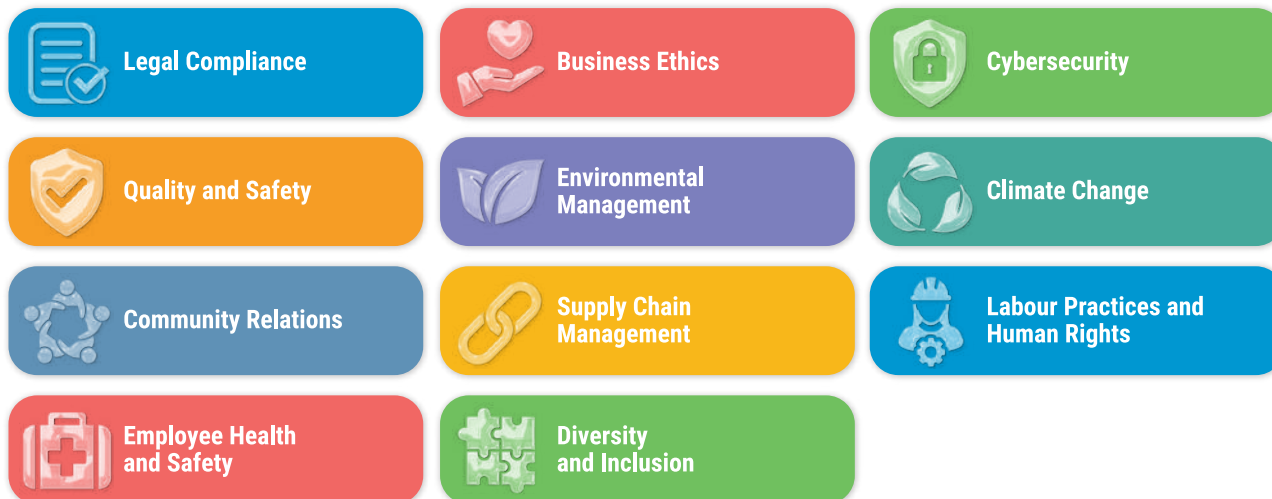 Legal Compliance
Business Ethics
Cybersecurity
Quality and Safety
Environmental
Management
Climate Change
Community Relations
Supply Chain
Management
Labour Practices and
Human Rights
Employee Health
and Safety
Diversity
and Inclusion